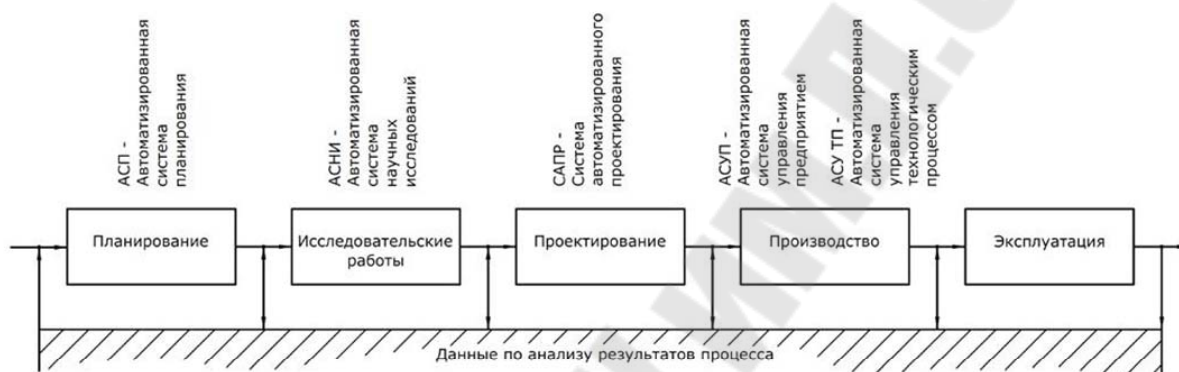 АСП -
Автоматизированная
система
планирования
АСНИ -
Автоматизированная
система
научных
исследований
САПР -
Система
автоматизированного
проектирования
АСУП -
Автоматизированная
система
управления
предприятием
АСУ ТП -
Автоматизированная
система
управления
технологическим
процессом
Планирование
Исследовательские
работы
Проектирование
Производство
Эксплуатация
Данные по анализу результатов процесса